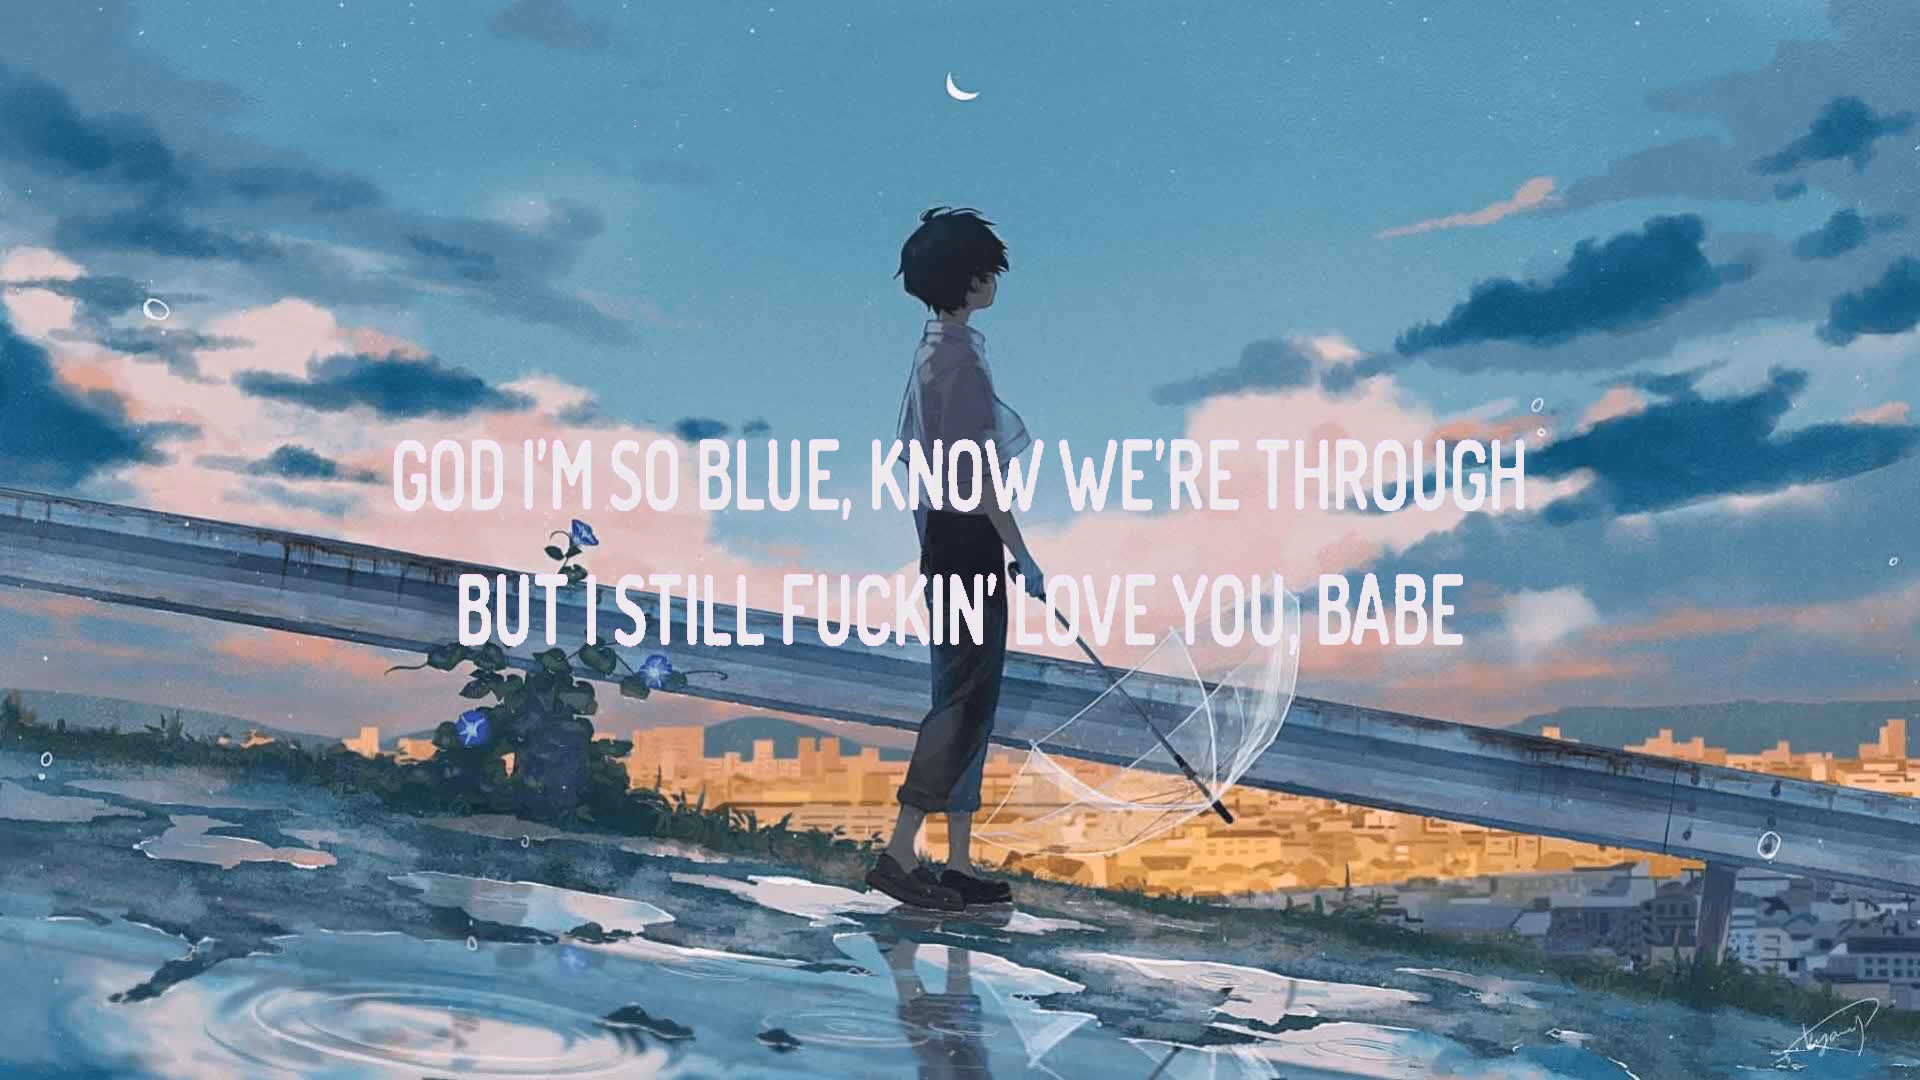 GOD I'M SO BLUE, KNOW WE'RE THROUGH
BUT I STILL FUCKIN' LOVE YOU, BABE